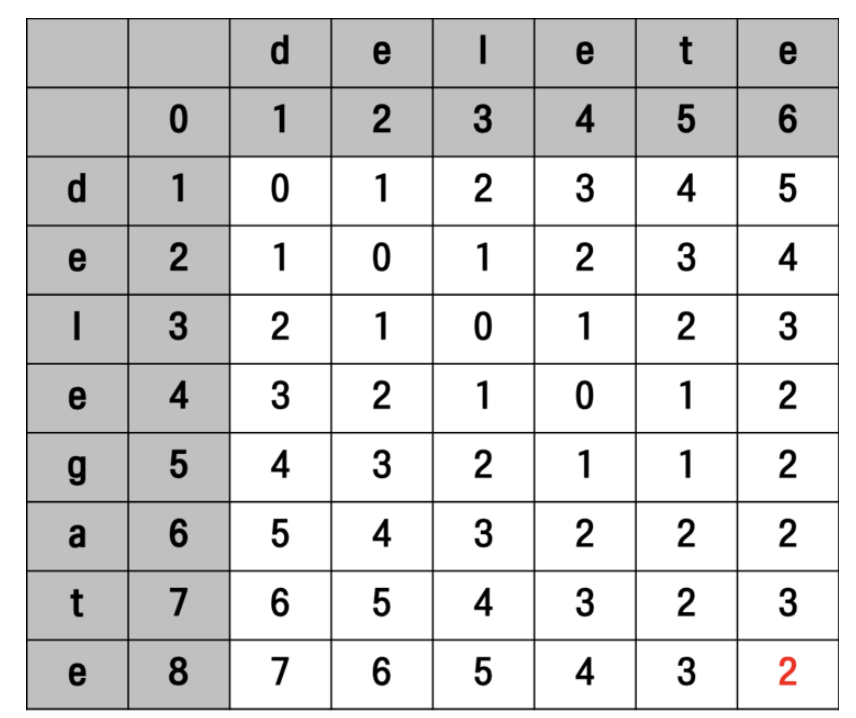 d e l e t e
0 1 2 3 4 5 6
d 1 0 1 2 3 4 5
e 2 1 0 1 2 3 4
l 3 2 1 0 1 2 3
e 4 3 2 1 0 1 2
g 5 4 3 2 1 1 2
a 6 5 4 3 2 2 2
t 7 6 5 4 3 2 3
e 8 7 6 5 4 3 2